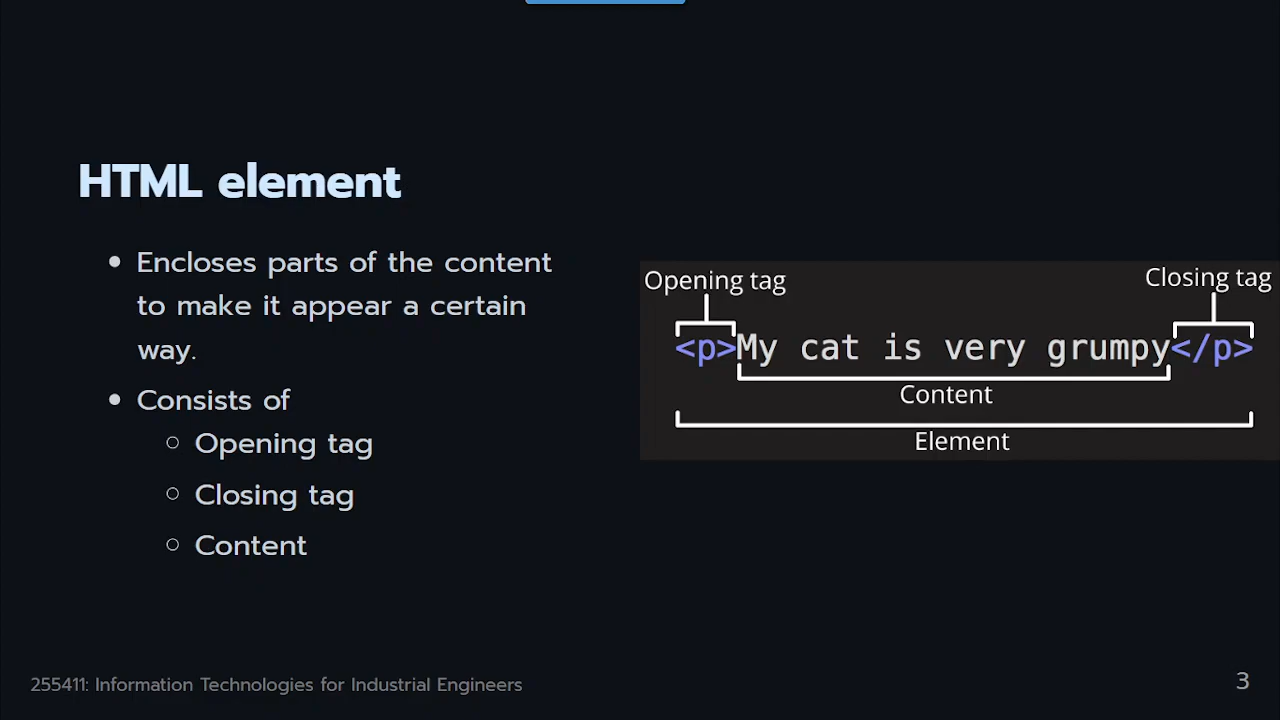 HTML element
Encloses parts of the content
to make it appear a certain
way.
Consists of
Opening tag
Closing tag
Content
Opening tag
Closing tag
<p>My cat is very grumpy</p>
Content
Element
255411: Information Technologies for Industrial Engineers
3